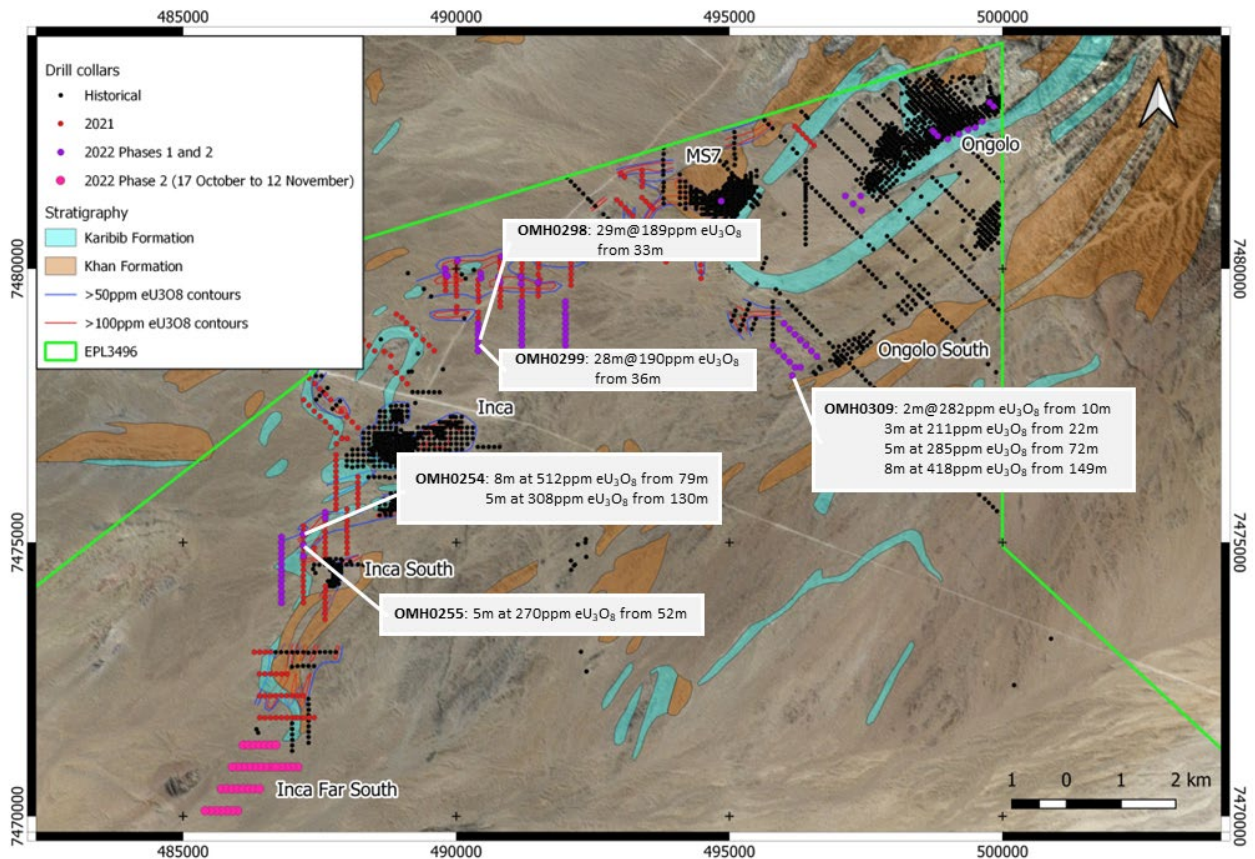 485000
490000
495000
500000
Drill collars
Historical
2021
2022 Phases 1 and 2
2022 Phase 2 (17 October to 12 November)
Stratigraphy
Karibib Formation
Khan Formation
>50ppm eU3O8 contours
>100ppm eU3O8 contours
EPL3496
MS7
Ongolo
OMH0298: 29m@189ppm eU₃O₈
from 33m
7480000
7480000
OMH0299: 28m@190ppm eU₃O₈
from 36m
Ongolo South
Inca
OMH0309: 2m@282ppm eU₃O₈ from 10m
3m at 211ppm eU₃O₈ from 22m
5m at 285ppm eU₃O₈ from 72m
8m at 418ppm eU₃O₈ from 149m
OMH0254: 8m at 512ppm eU₃O₈ from 79m
5m at 308ppm eU₃O₈ from 130m
7475000
7475000
Inca South
OMH0255: 5m at 270ppm eU₃O₈ from 52m
Inca Far South
1 0 1 2 km
7470000
7470000
485000
490000
495000
500000